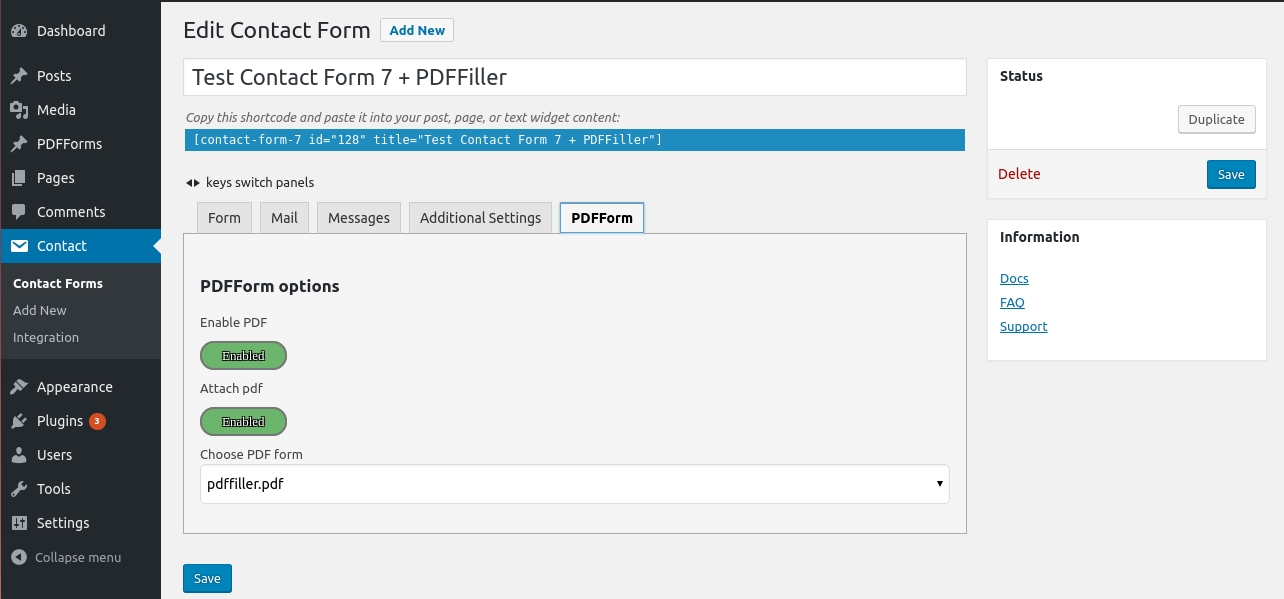 Dashboard
Posts
Media
PDFForms
Pages
Comments
Contact
Contact Forms
Add New
Integration
Appearance
Plugins 3
Users
Tools
Settings
Collapse menu
Edit Contact Form Add New
Test Contact Form 7 + PDFFiller
Copy this shortcode and paste it into your post, page, or text widget content:
[contact-form-7 id="128" title="Test Contact Form 7 + PDFFiller"]
keys switch panels
Form Mail Messages Additional Settings PDFForm
PDFForm options
Enable PDF
Enabled
Attach pdf
Enabled
Choose PDF form
pdffiller.pdf
Save
Status
Duplicate
Delete Save
Information
Docs
FAQ
Support